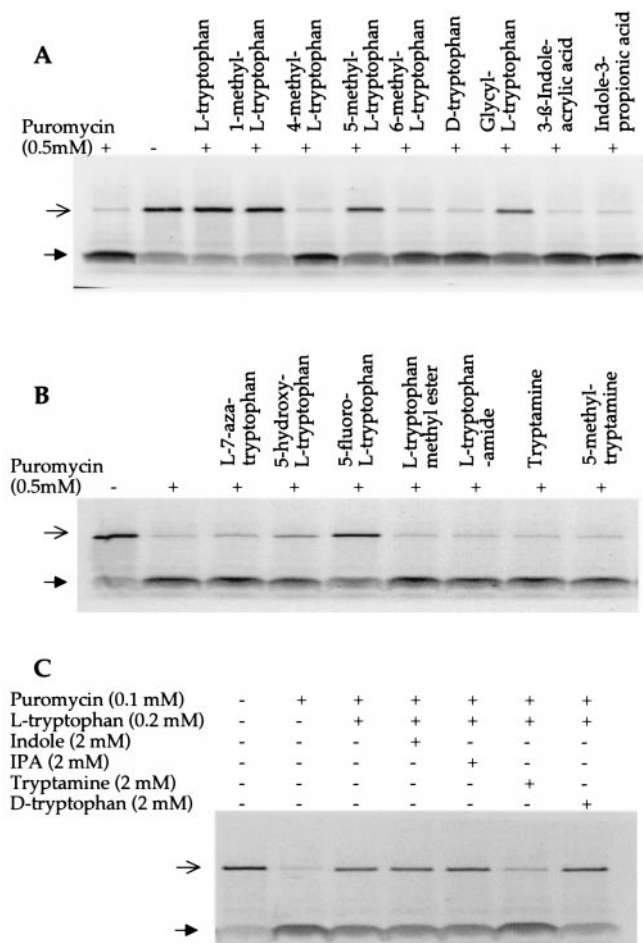 A
L-tryptophan
1-methyl-
L-tryptophan
4-methyl-
L-tryptophan
5-methyl-
L-tryptophan
6-methyl-
L-tryptophan
D-tryptophan
Glycyl-
L-tryptophan
3-ß-Indole-
acrylic acid
Indole-3-
propionic acid
Puromycin
(0.5mM) + - + + + + + + + + +
B
L-7-aza-
tryptophan
5-hydroxy-
L-tryptophan
5-fluoro-
L-tryptophan
L-tryptophan
methyl ester
L-tryptophan
-amide
Tryptamine
5-methyl-
tryptamine
Puromycin
(0.5mM) - + + + + + + + +
C
Puromycin (0.1 mM) - + + + + + +
L-tryptophan (0.2 mM) - - + + + + +
Indole (2 mM) - - - + - - -
IPA (2 mM) - - - - + - -
Tryptamine (2 mM) - - - - - + -
D-tryptophan (2 mM) - - - - - - +